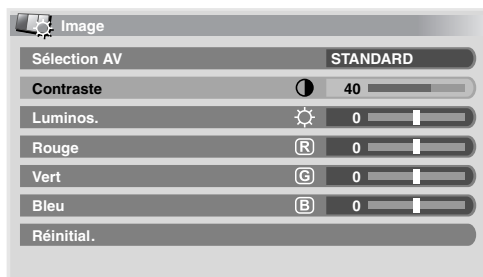 Image
Sélection AV STANDARD
Contraste 40
Luminos. 0
Rouge R 0
Vert G 0
Bleu B 0
Réinitial.